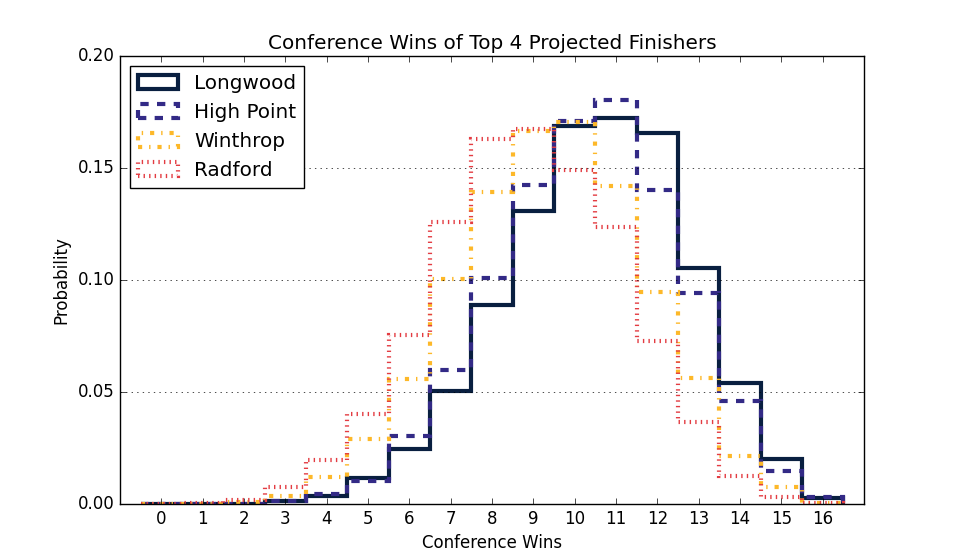 Conference Wins of Top 4 Projected Finishers
0.20
0.15
0.10
0.05
0.00
Probability
Longwood
High Point
Winthrop
Radford
0 1 2 3 4 5 6 7 8 9 10 11 12 13 14 15 16
Conference Wins